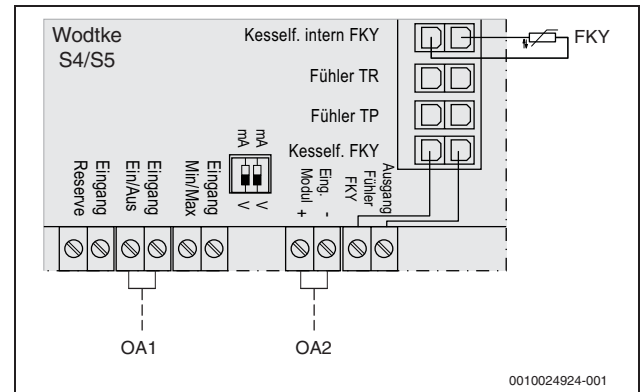 Wodtke
S4/S5
Kesself. intern FKY
FKY
Fühler TR
Fühler TP
Kesself. FKY
mA
mA
V
V
Reserve
Eingang
Ein/Aus
Eingang
Min/Max
Eingang
Modul +
Eing. -
FKY
Fühler
Ausgang
OA1
OA2
0010024924-001